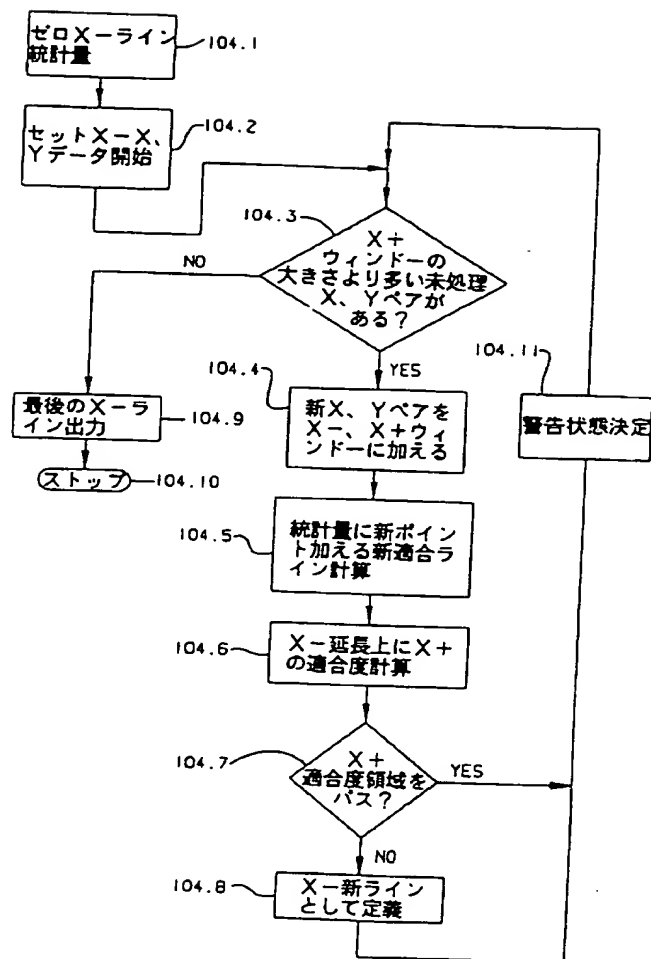 ゼロX－ライン
統計量
104.1
セットX－X、
Yデータ開始
104.2
104.3
X＋
ウィンドーの
大きさより多い未処理
X、Yペアが
ある？
NO
YES
104.4
新X、Yペアを
X－、X＋ウィ
ンドーに加える
104.11
警告状態決定
最後のX－ラ
イン出力
104.9
ストップ
104.10
104.5
統計量に新ポイン
ト加える新適合ラ
イン計算
104.6
X－延長上にX＋
の適合度計算
104.7
X＋
適合度領域を
パス？
YES
NO
104.8
X－新ライン
として定義